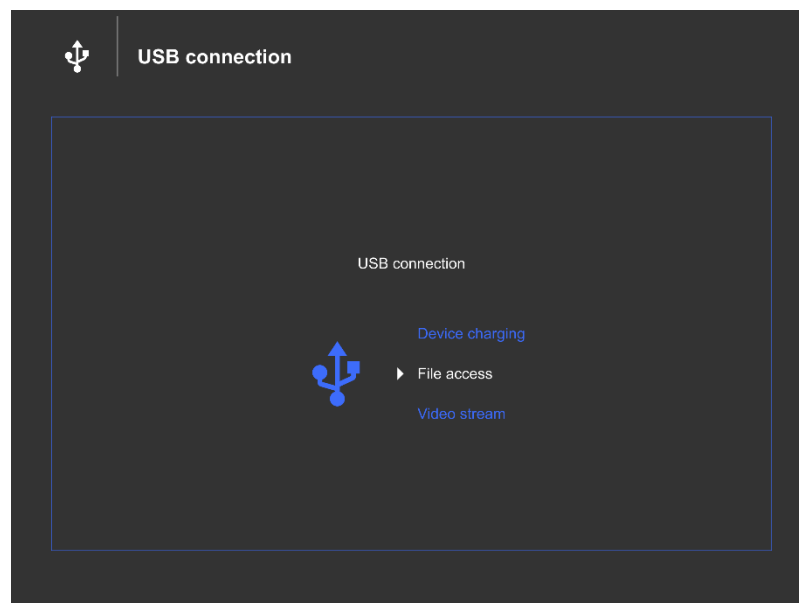 USB connection
USB connection
Device charging
File access
Video stream